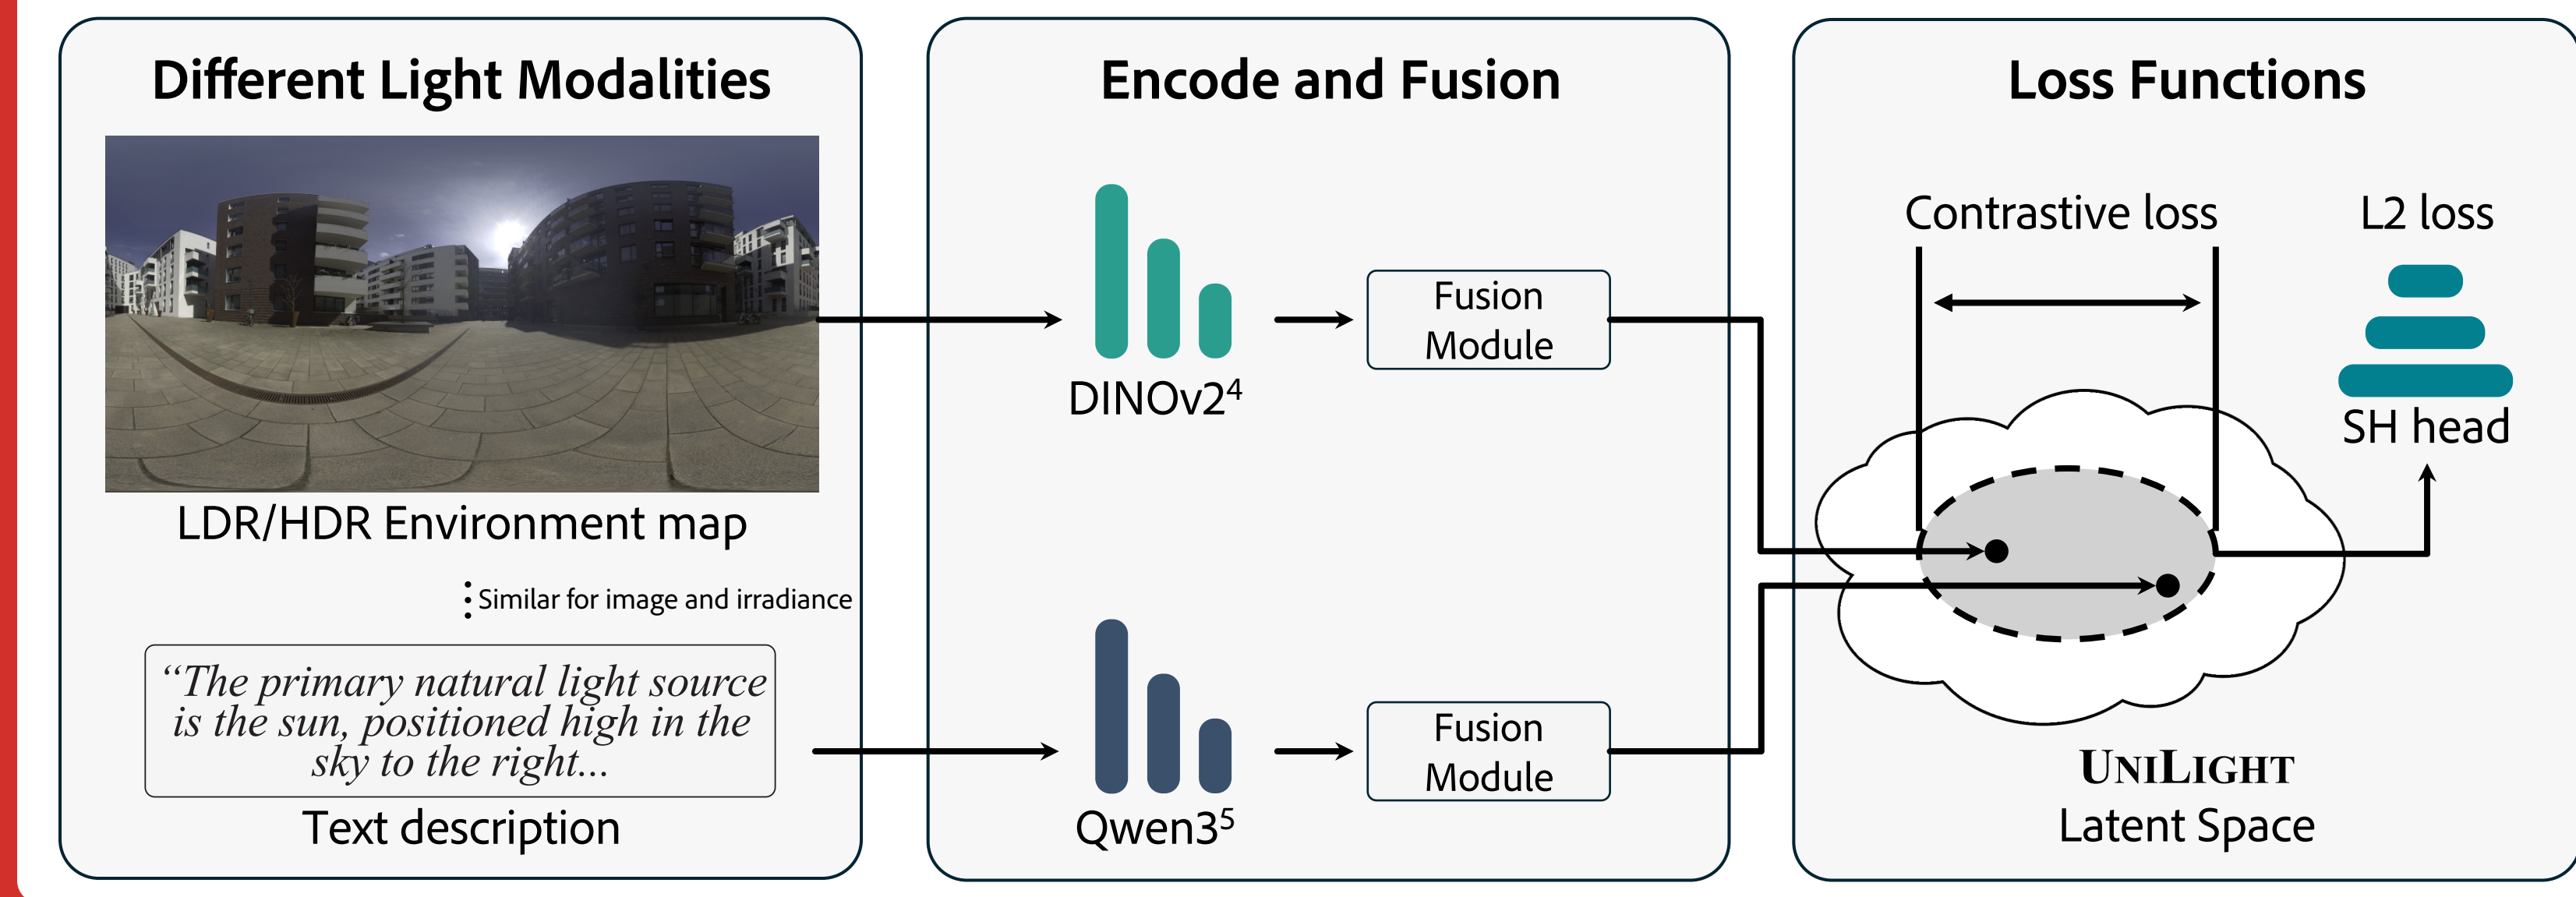 Different Light Modalities
LDR/HDR Environment map
Similar for image and irradiance
“The primary natural light source
is the sun, positioned high in the
sky to the right...
Text description
Encode and Fusion
DINOv2⁴
Fusion
Module
Qwen3⁵
Fusion
Module
Loss Functions
Contrastive loss
L2 loss
SH head
UNILIGHT
Latent Space